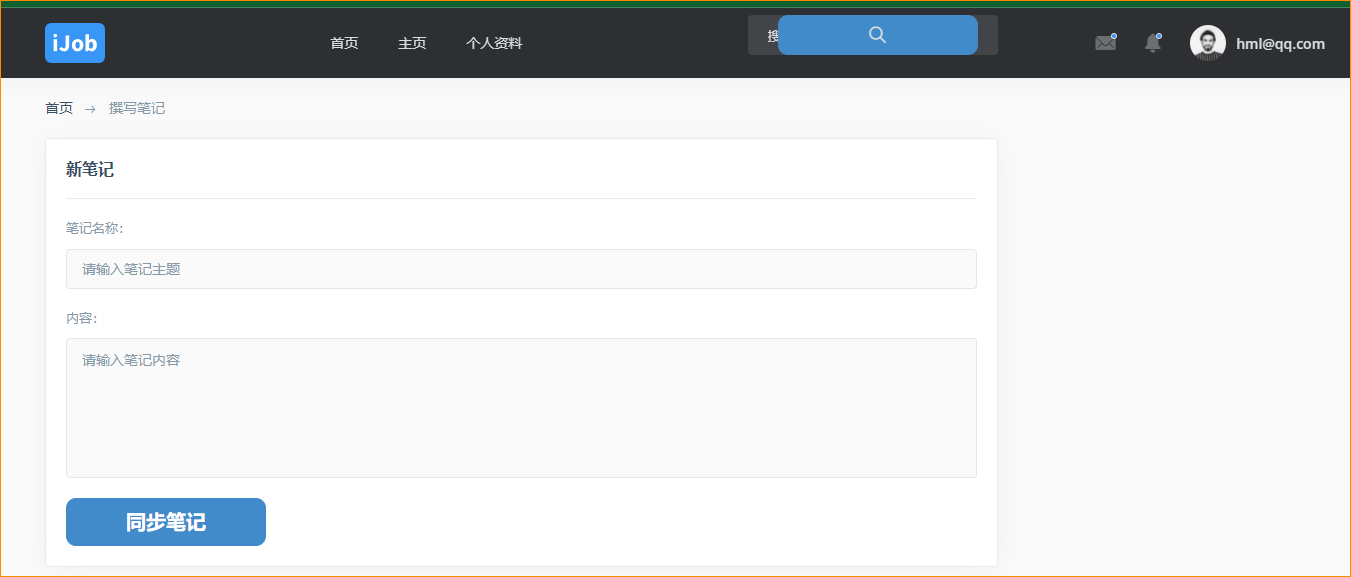 iJob
首页 主页 个人资料
hml@qq.com
首页 → 撰写笔记
新笔记
笔记名称：
请输入笔记主题
内容：
请输入笔记内容
同步笔记